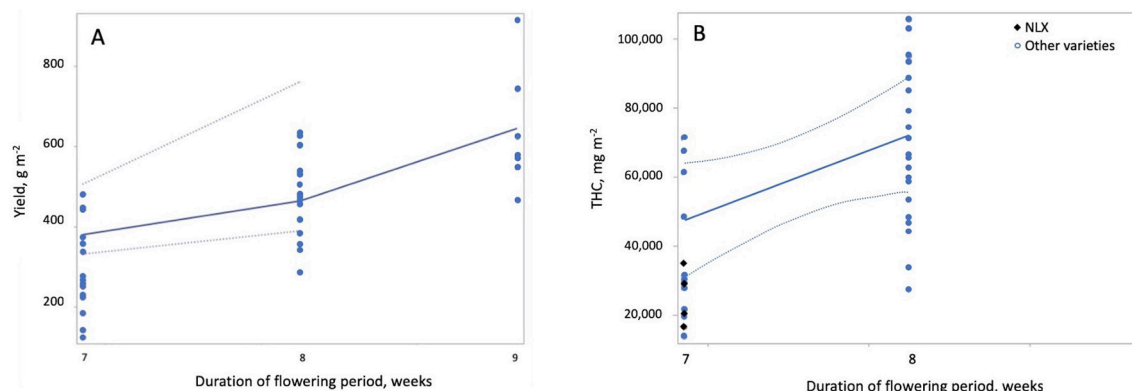 A
Yield, g m⁻²
800
600
400
200
7
8
9
Duration of flowering period, weeks
B
NLX
Other varieties
THC, mg m⁻²
100,000
80,000
60,000
40,000
20,000
7
8
Duration of flowering period, weeks